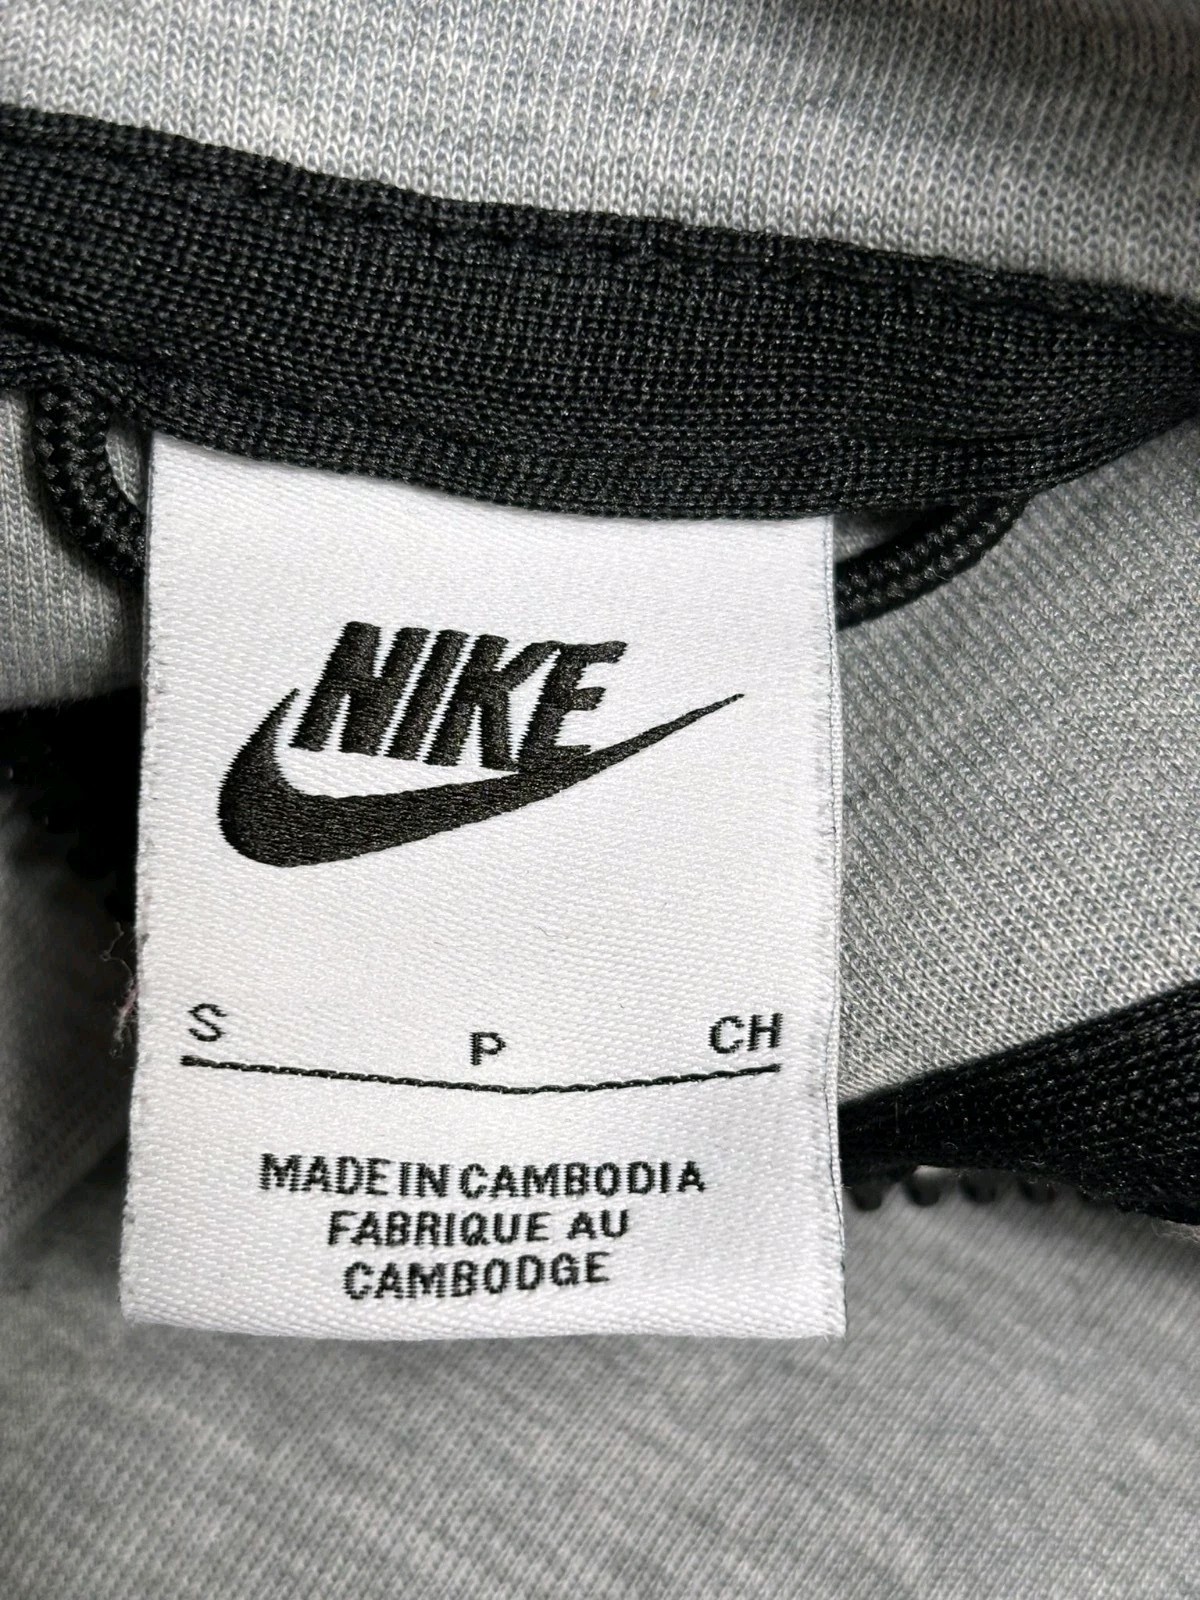 NIKE
S P CH
MADE IN CAMBODIA
FABRIQUE AU
CAMBODGE